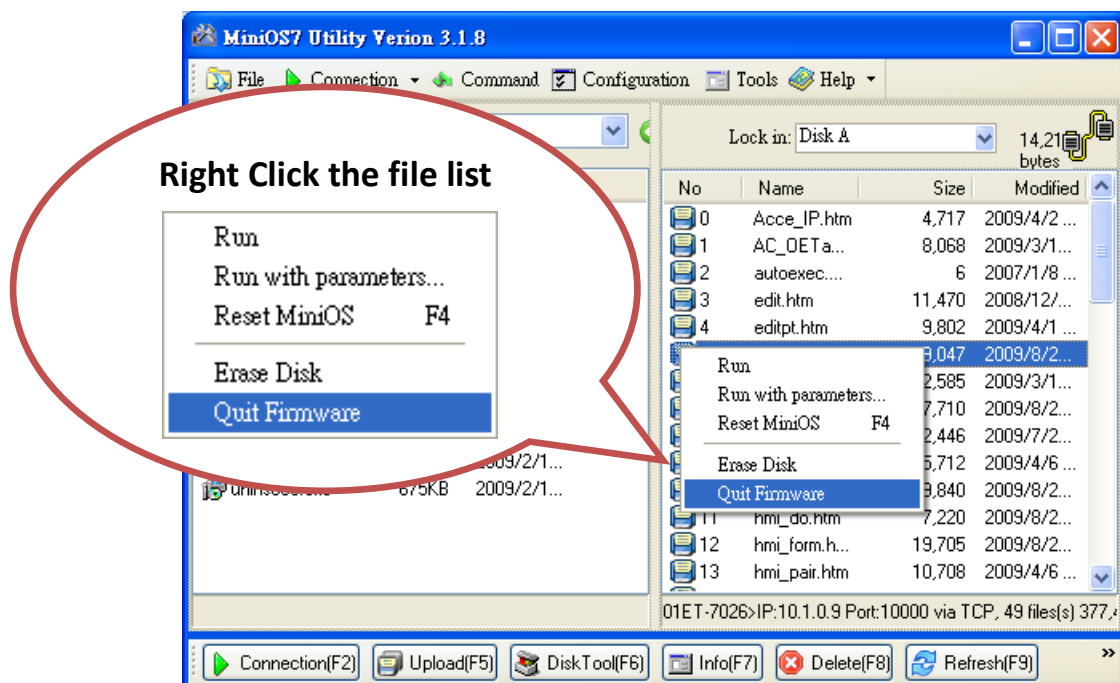 MiniOS7 Utility Verion 3.1.8
File Connection Command Configuration Tools Help
Lock in: Disk A 14,21
bytes
Right Click the file list
Run
Run with parameters...
Reset MiniOS F4
Erase Disk
Quit Firmware
2009/2/1...
675KB 2009/2/1...
No Name Size Modified
0 Acce_IP.htm 4,717 2009/4/2 ...
1 AC_OETa... 8,068 2009/3/1...
2 autoexec.... 6 2007/1/8 ...
3 edit.htm 11,470 2008/12/...
4 editpt.htm 9,802 2009/4/1 ...
9,047 2009/8/2...
2,585 2009/3/1...
7,710 2009/8/2...
2,446 2009/7/2...
5,712 2009/4/6 ...
9,840 2009/8/2...
11 hmi_do.htm 7,220 2009/8/2...
12 hmi_form.h... 19,705 2009/8/2...
13 hmi_pair.htm 10,708 2009/4/6 ...
Run
Run with parameters...
Reset MiniOS F4
Erase Disk
Quit Firmware
01ET-7026>IP:10.1.0.9 Port:10000 via TCP, 49 files(s) 377,
Connection(F2) Upload(F5) DiskTool(F6) Info(F7) Delete(F8) Refresh(F9) »